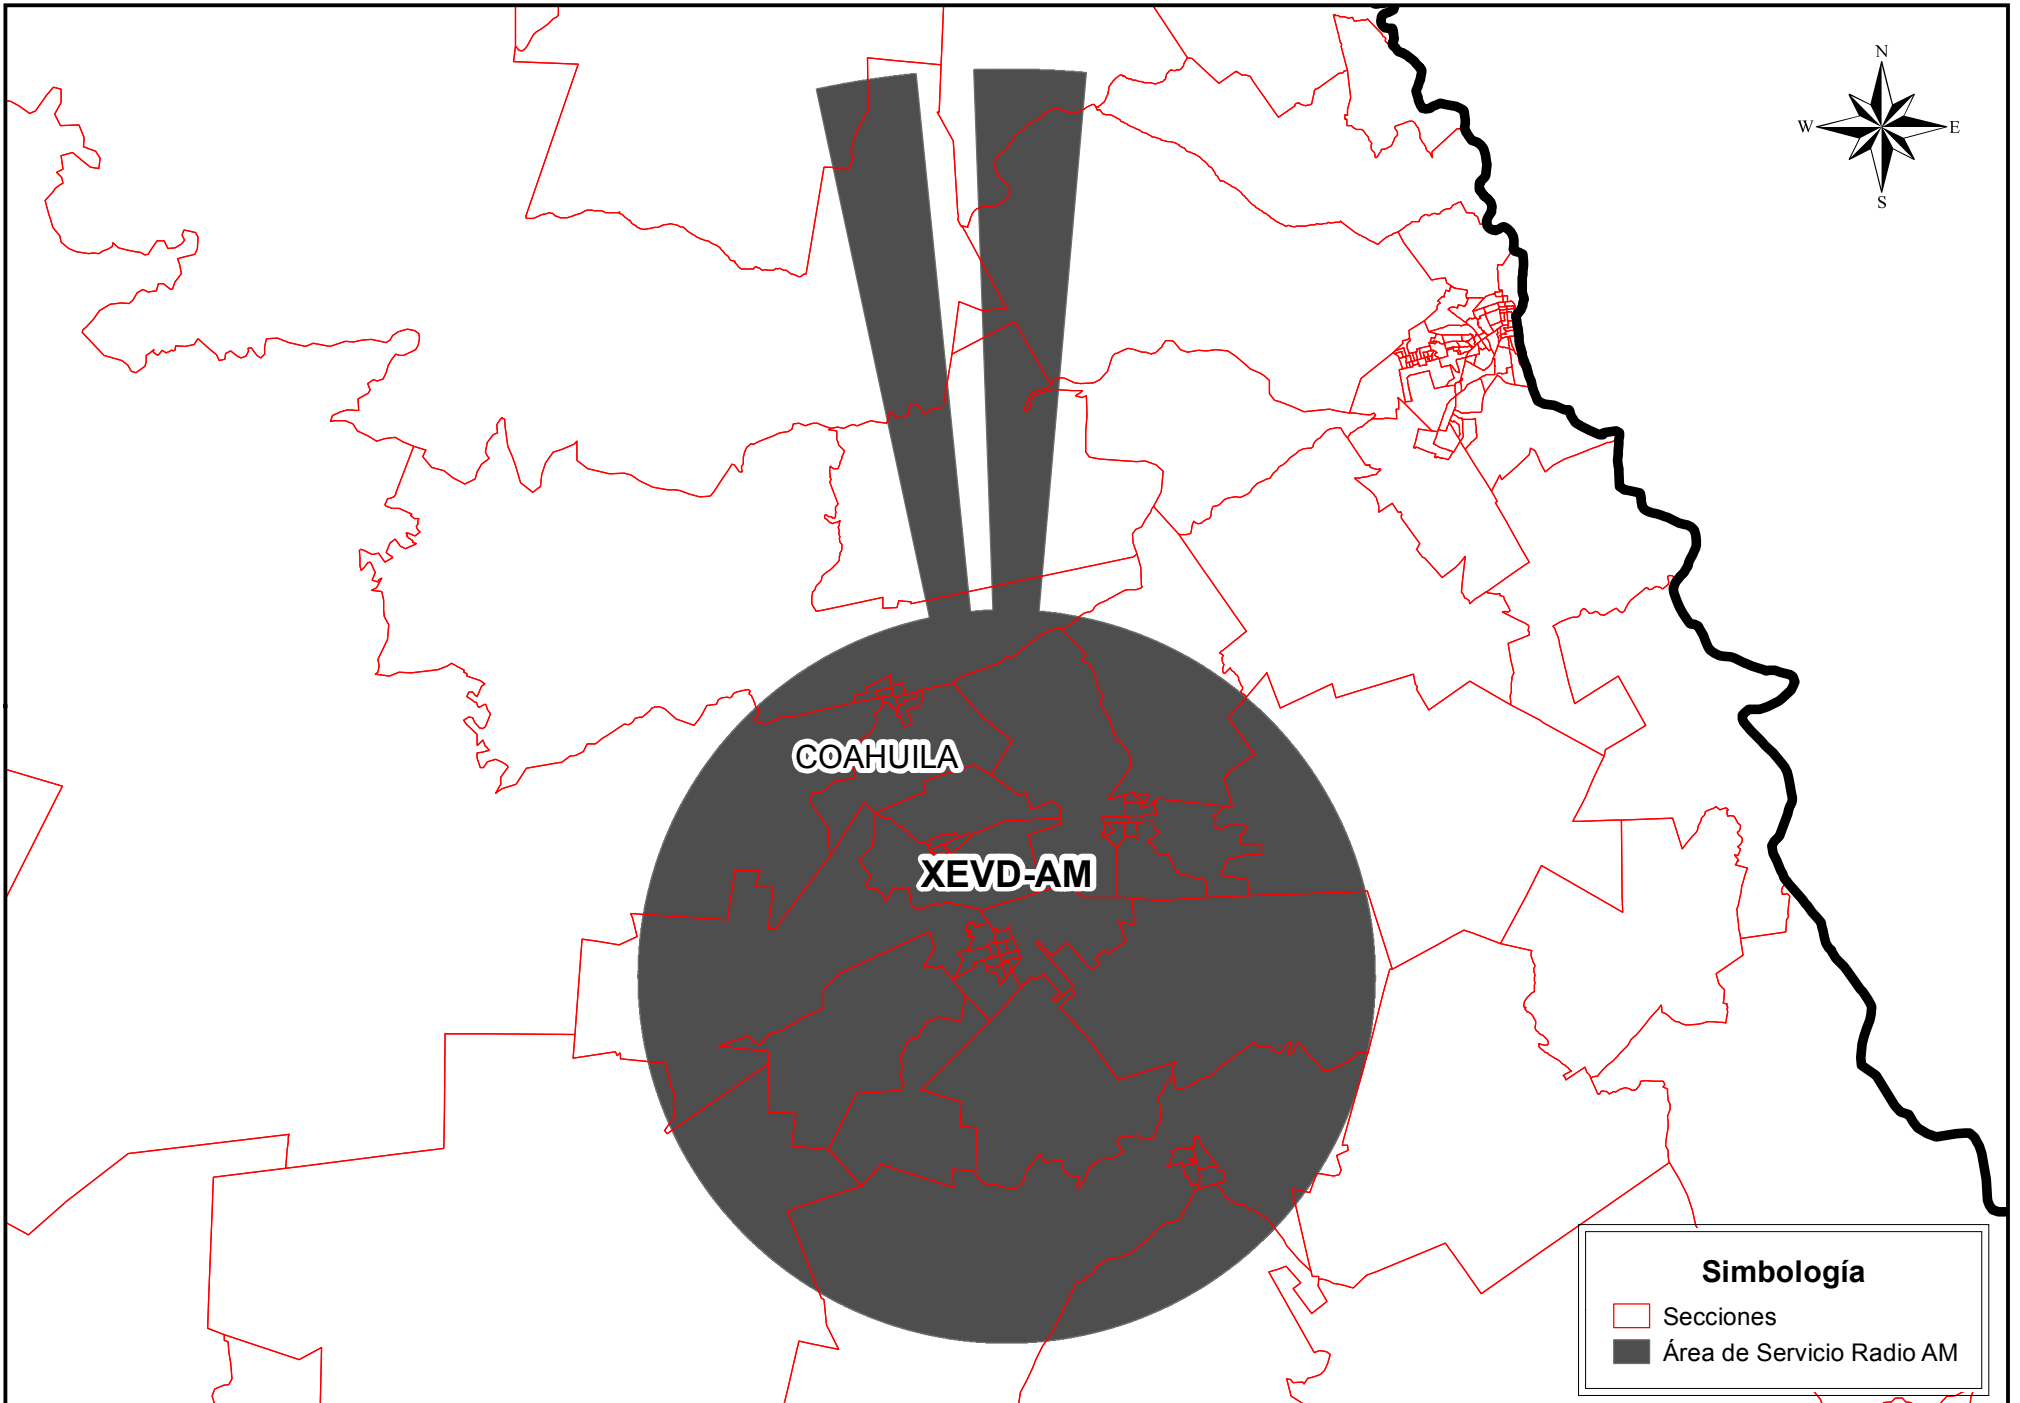 N
W E
S
COAHUILA
XEVD-AM
Simbología
Secciones
Área de Servicio Radio AM